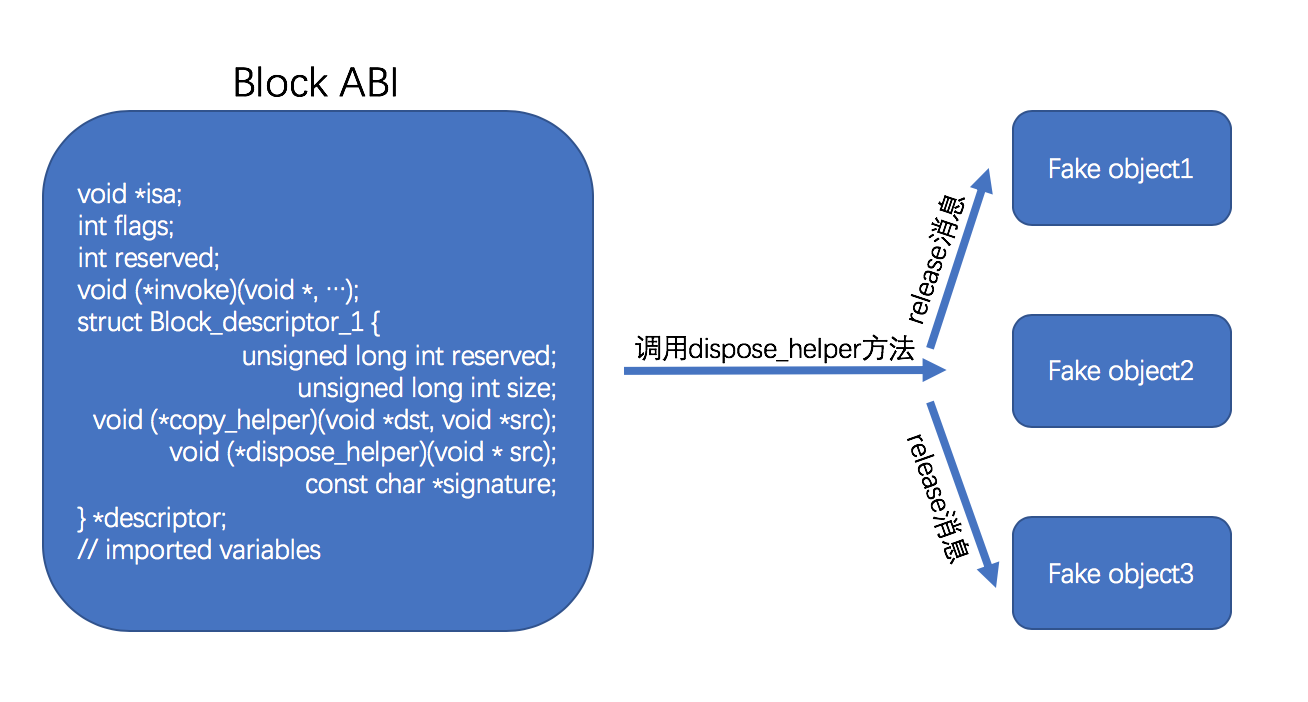 Block ABI
void *isa;
int flags;
int reserved;
void (*invoke)(void *, ...);
struct Block_descriptor_1 {
unsigned long int reserved;
unsigned long int size;
void (*copy_helper)(void *dst, void *src);
void (*dispose_helper)(void * src);
const char *signature;
} *descriptor;
// imported variables
调用dispose_helper方法
release消息
release消息
Fake object1
Fake object2
Fake object3